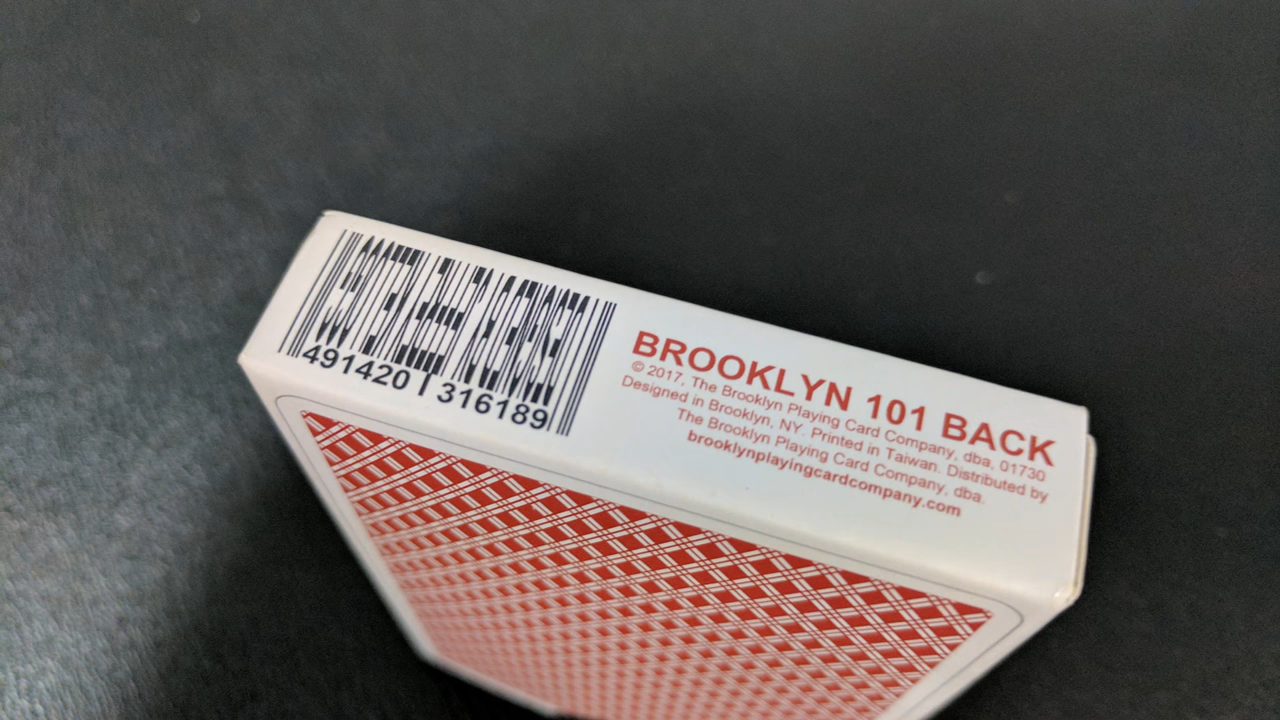 491420 316189
BROOKLYN 101 BACK
© 2017, The Brooklyn Playing Card Company, dba, 01730
Designed in Brooklyn, NY. Printed in Taiwan. Distributed by
The Brooklyn Playing Card Company, dba.
brooklynplayingcardcompany.com